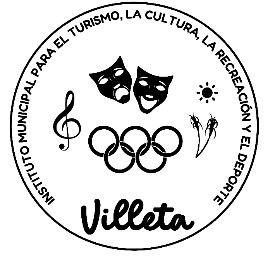 INSTITUTO MUNICIPAL PARA EL TURISMO, LA CULTURA, LA RECREACIÓN Y EL DEPORTE
Villeta